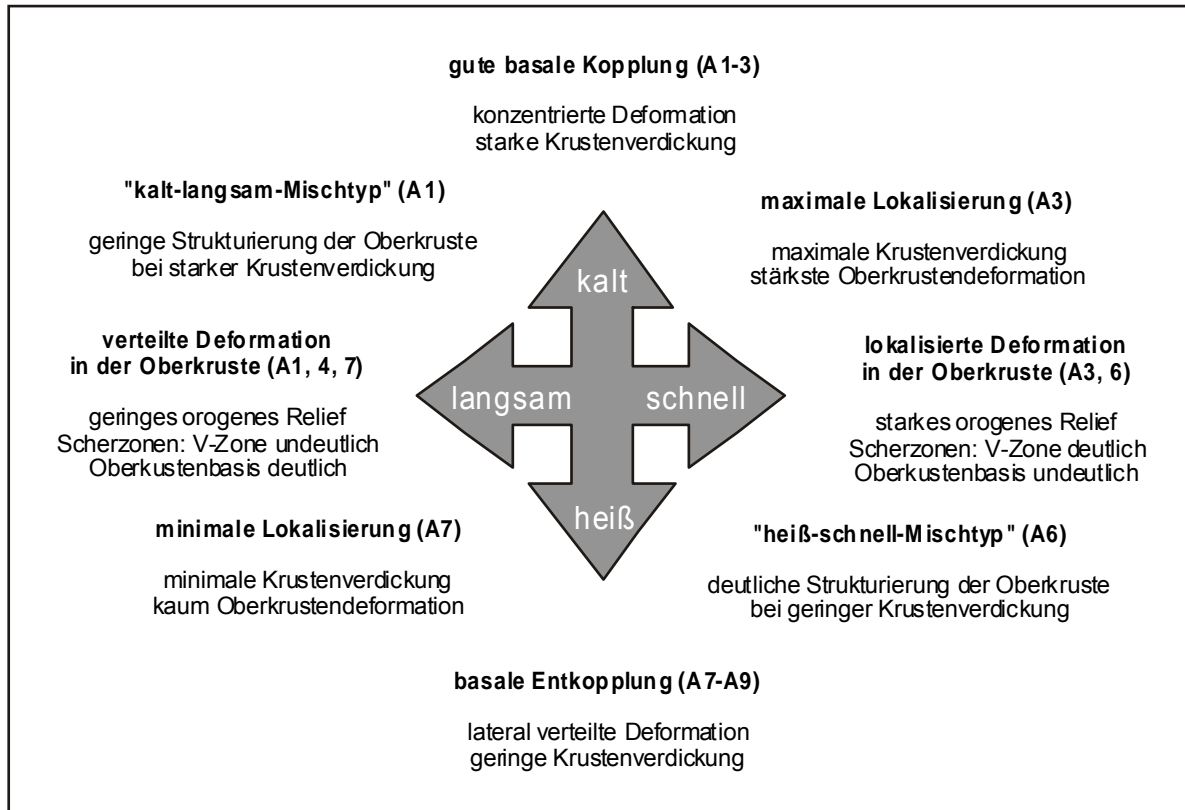 gute basale Kopplung (A1-3)
konzentrierte Deformation
starke Krustenverdickung
"kalt-langsam-Mischtyp" (A1)
geringe Strukturierung der Oberkruste
bei starker Krustenverdickung
maximale Lokalisierung (A3)
maximale Krustenverdickung
stärkste Oberkrustendeformation
kalt
verteilte Deformation
in der Oberkruste (A1, 4, 7)
geringes orogenes Relief
Scherzonen: V-Zone undeutlich
Oberkustenbasis deutlich
langsam
schnell
lokalisierte Deformation
in der Oberkruste (A3, 6)
starkes orogenes Relief
Scherzonen: V-Zone deutlich
Oberkustenbasis undeutlich
heiß
minimale Lokalisierung (A7)
minimale Krustenverdickung
kaum Oberkrustendeformation
"heiß-schnell-Mischtyp" (A6)
deutliche Strukturierung der Oberkruste
bei geringer Krustenverdickung
basale Entkopplung (A7-A9)
lateral verteilte Deformation
geringe Krustenverdickung